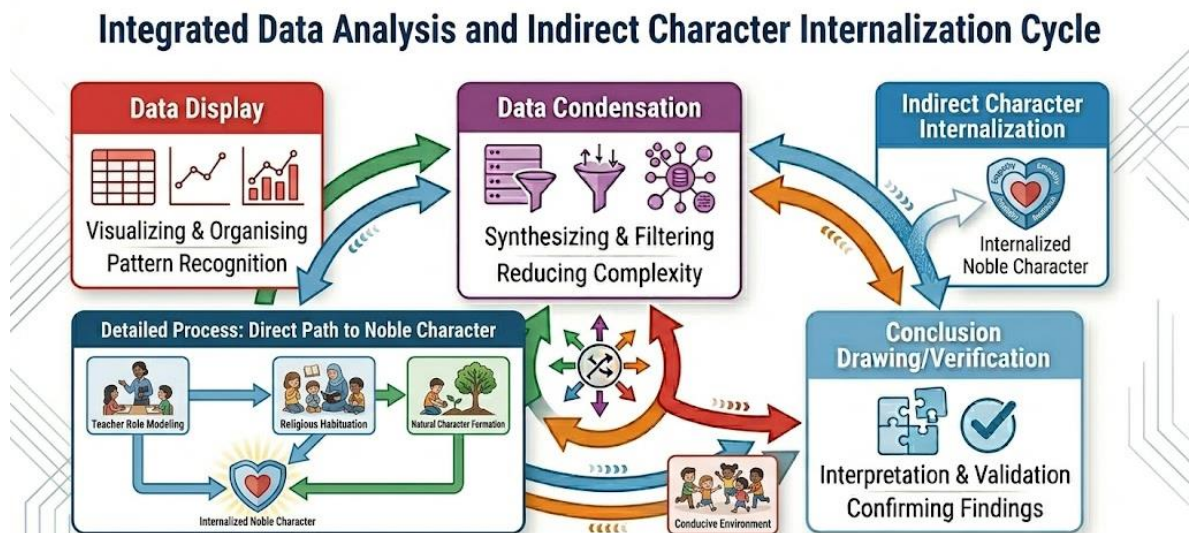 Integrated Data Analysis and Indirect Character Internalization Cycle
Data Display
Visualizing & Organising
Pattern Recognition
Data Condensation
Synthesizing & Filtering
Reducing Complexity
Indirect Character
Internalization
Empathy
Internalized
Noble Character
Detailed Process: Direct Path to Noble Character
Teacher Role Modeling
Religious Habituation
Natural Character Formation
Internalized Noble Character
Conducive Environment
Conclusion
Drawing/Verification
Interpretation & Validation
Confirming Findings